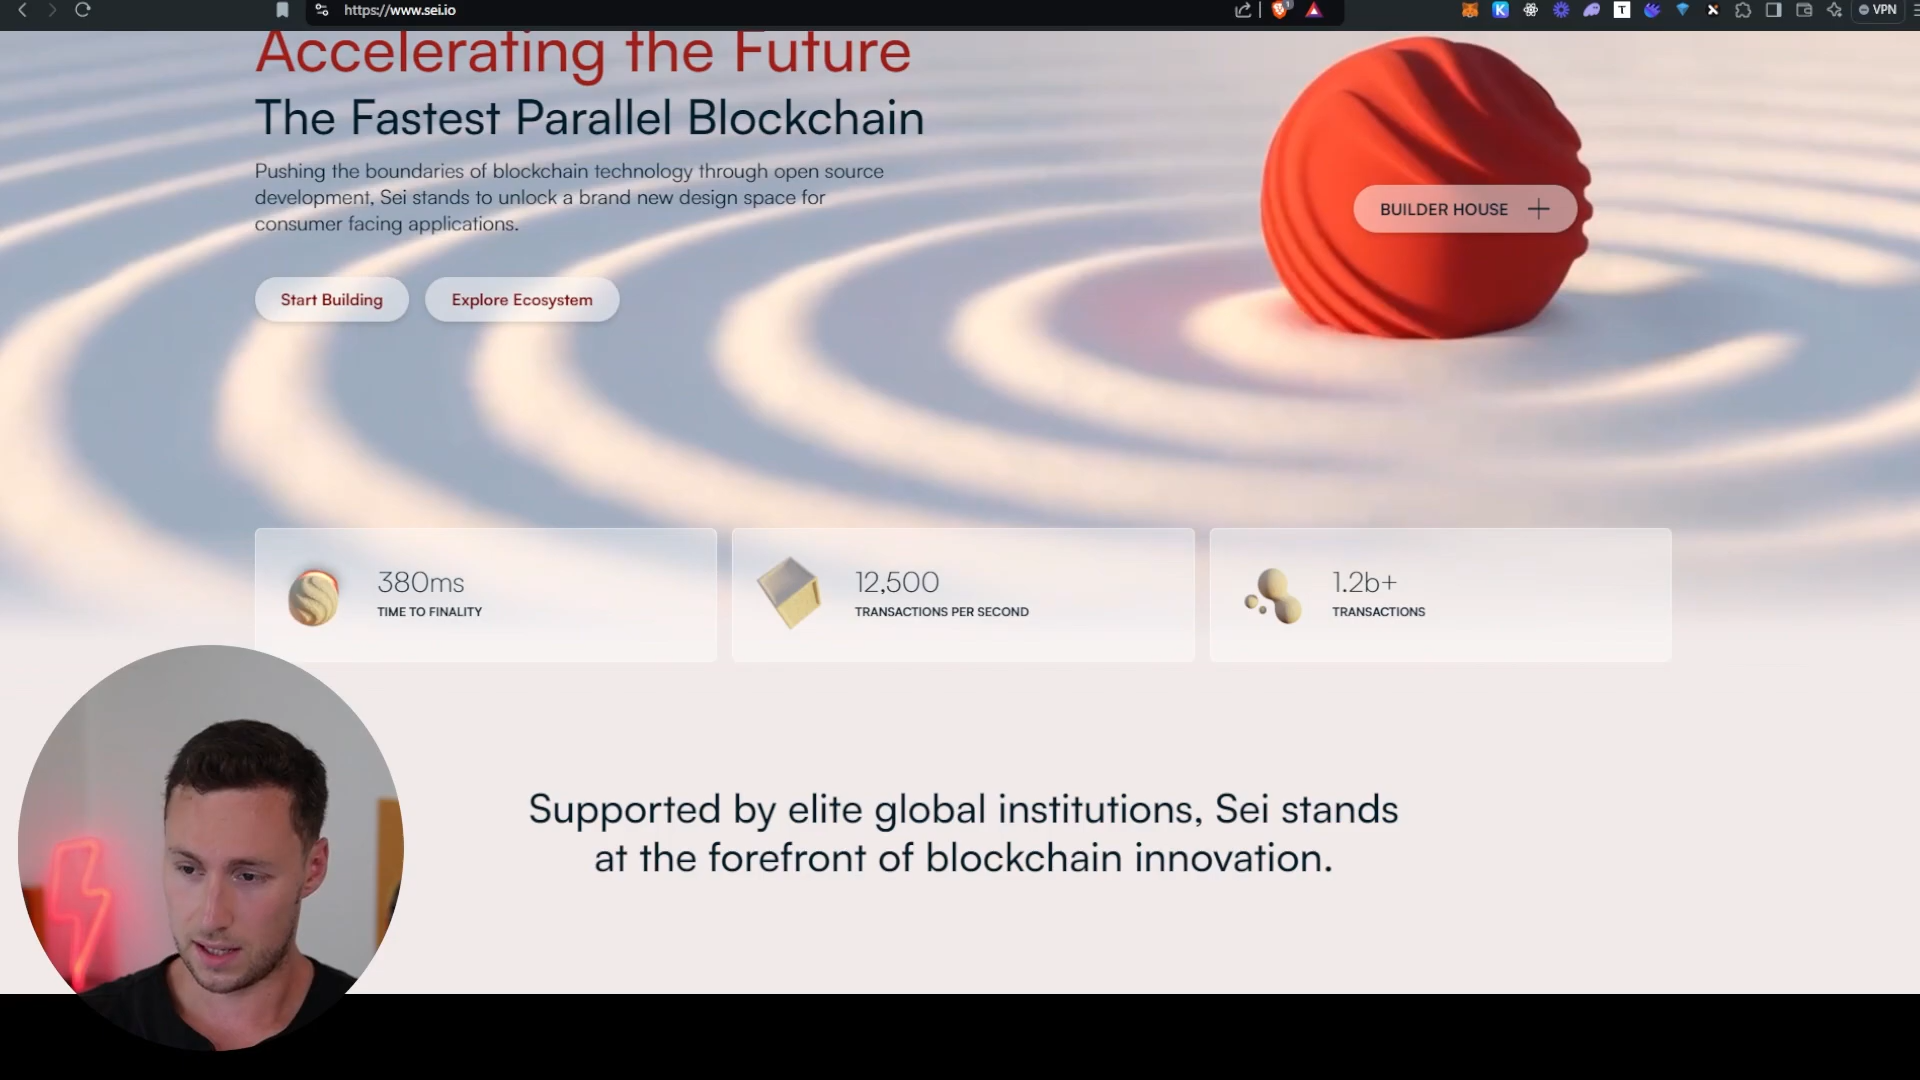 https://www.sei.io
VPN
Accelerating the Future
The Fastest Parallel Blockchain
Pushing the boundaries of blockchain technology through open source
development, Sei stands to unlock a brand new design space for
consumer facing applications.
Start Building
Explore Ecosystem
BUILDER HOUSE
380ms
TIME TO FINALITY
12,500
TRANSACTIONS PER SECOND
1.2b+
TRANSACTIONS
Supported by elite global institutions, Sei stands
at the forefront of blockchain innovation.